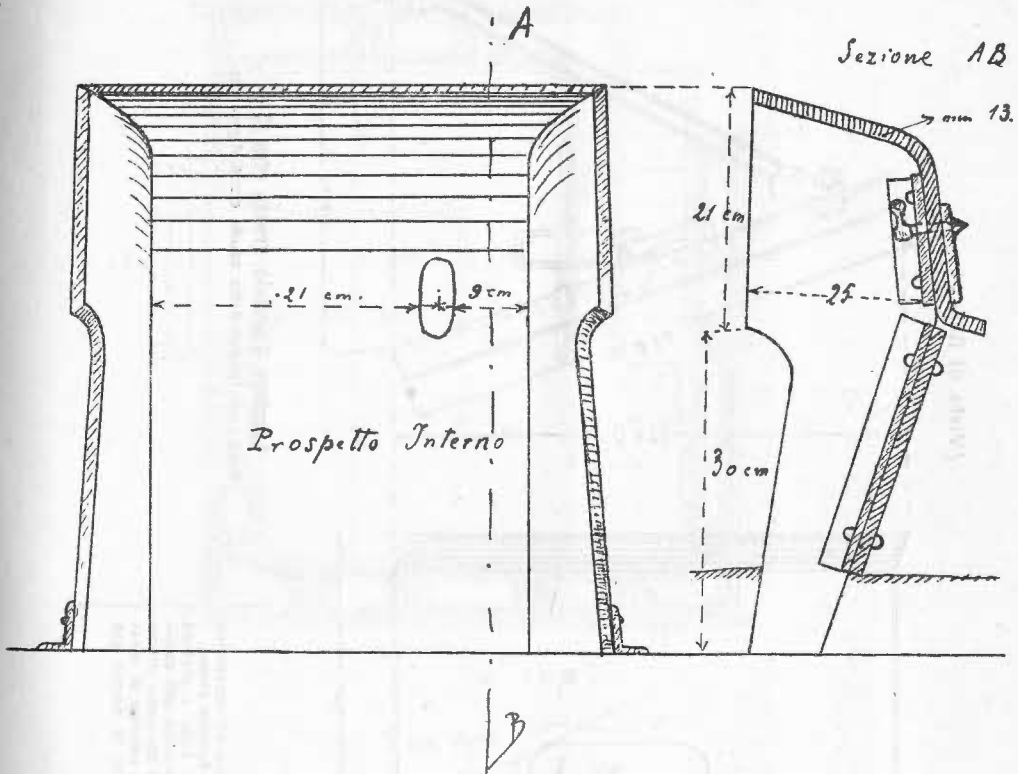 A
Sezione AB
mm 13.
21 cm
21 cm.
9 cm
25
Prospetto Interno
30 cm
B